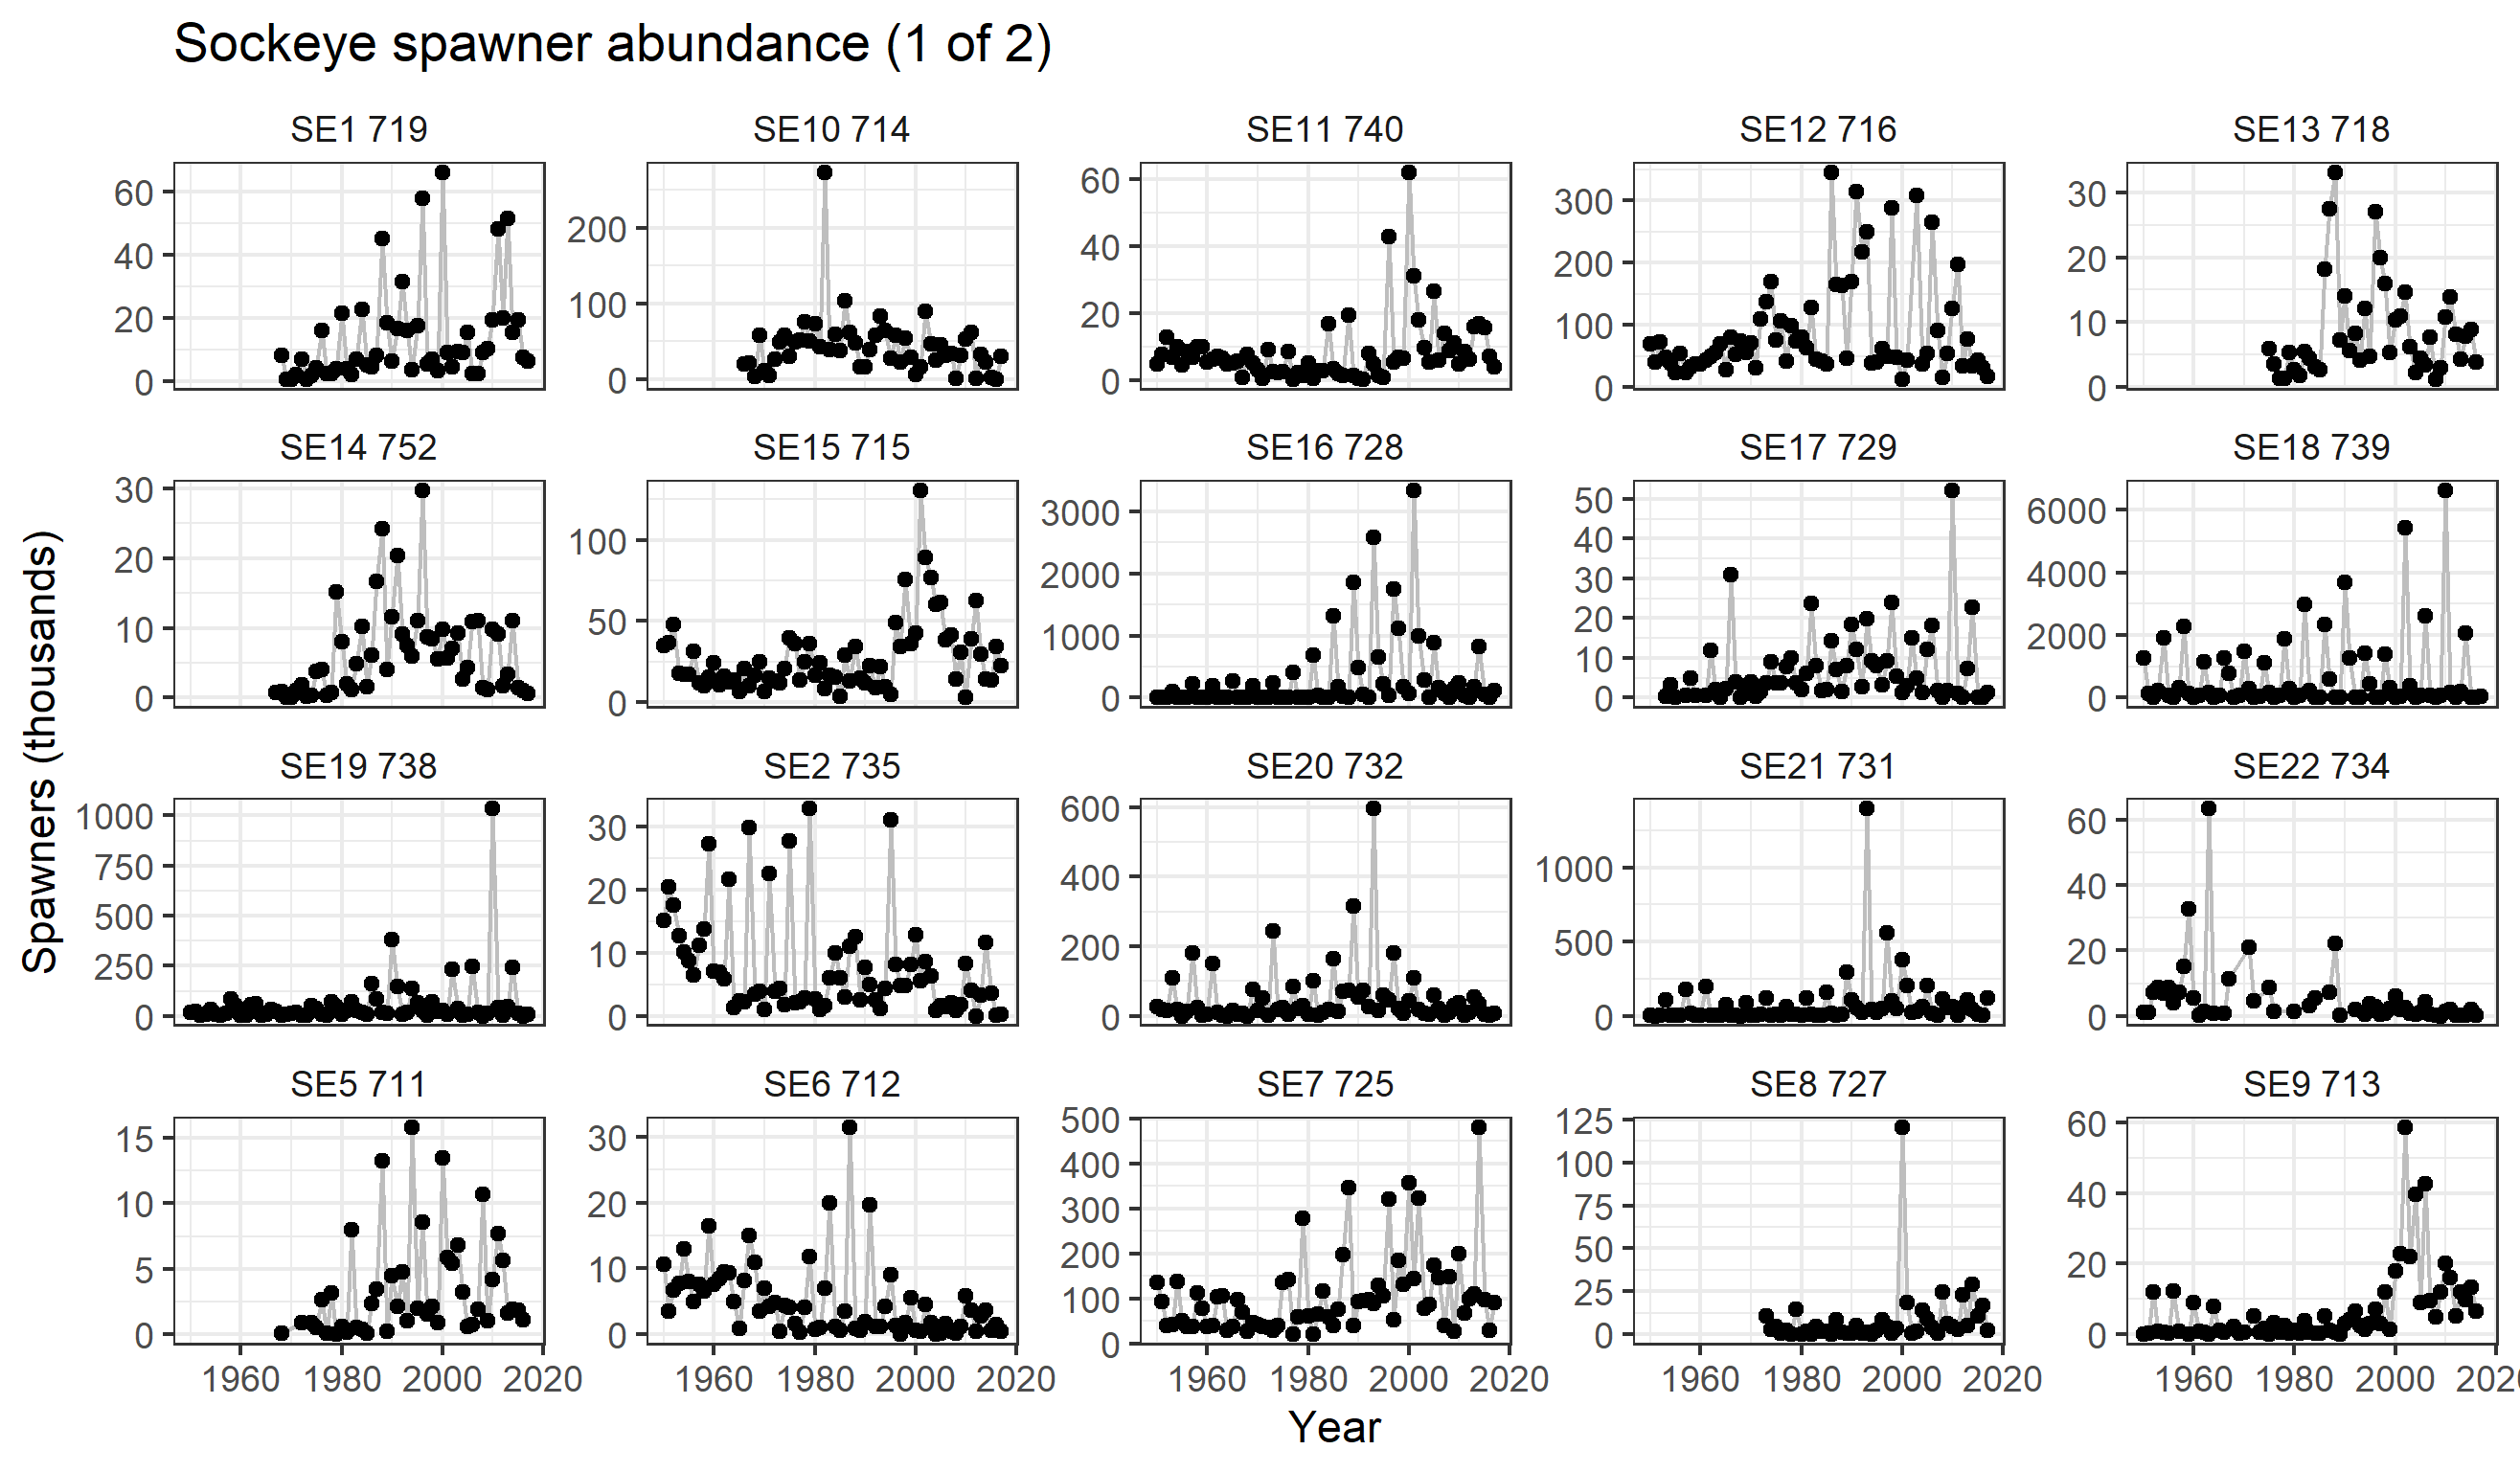 Sockeye spawner abundance (1 of 2)
SE1 719 SE10 714 SE11 740 SE12 716 SE13 718
60 40 20 0
200 100 0
60 40 20 0
300 200 100 0
30 20 10 0
SE14 752 SE15 715 SE16 728 SE17 729 SE18 739
30 20 10 0
100 50 0
3000 2000 1000 0
50 40 30 20 10 0
6000 4000 2000 0
Spawners (thousands)
SE19 738 SE2 735 SE20 732 SE21 731 SE22 734
1000 750 500 250 0
30 20 10 0
600 400 200 0
1000 500 0
60 40 20 0
SE5 711 SE6 712 SE7 725 SE8 727 SE9 713
15 10 5 0
30 20 10 0
500 400 300 200 100 0
125 100 75 50 25 0
60 40 20 0
1960 1980 2000 2020 1960 1980 2000 2020 1960 1980 2000 2020 1960 1980 2000 2020 1960 1980 2000
Year